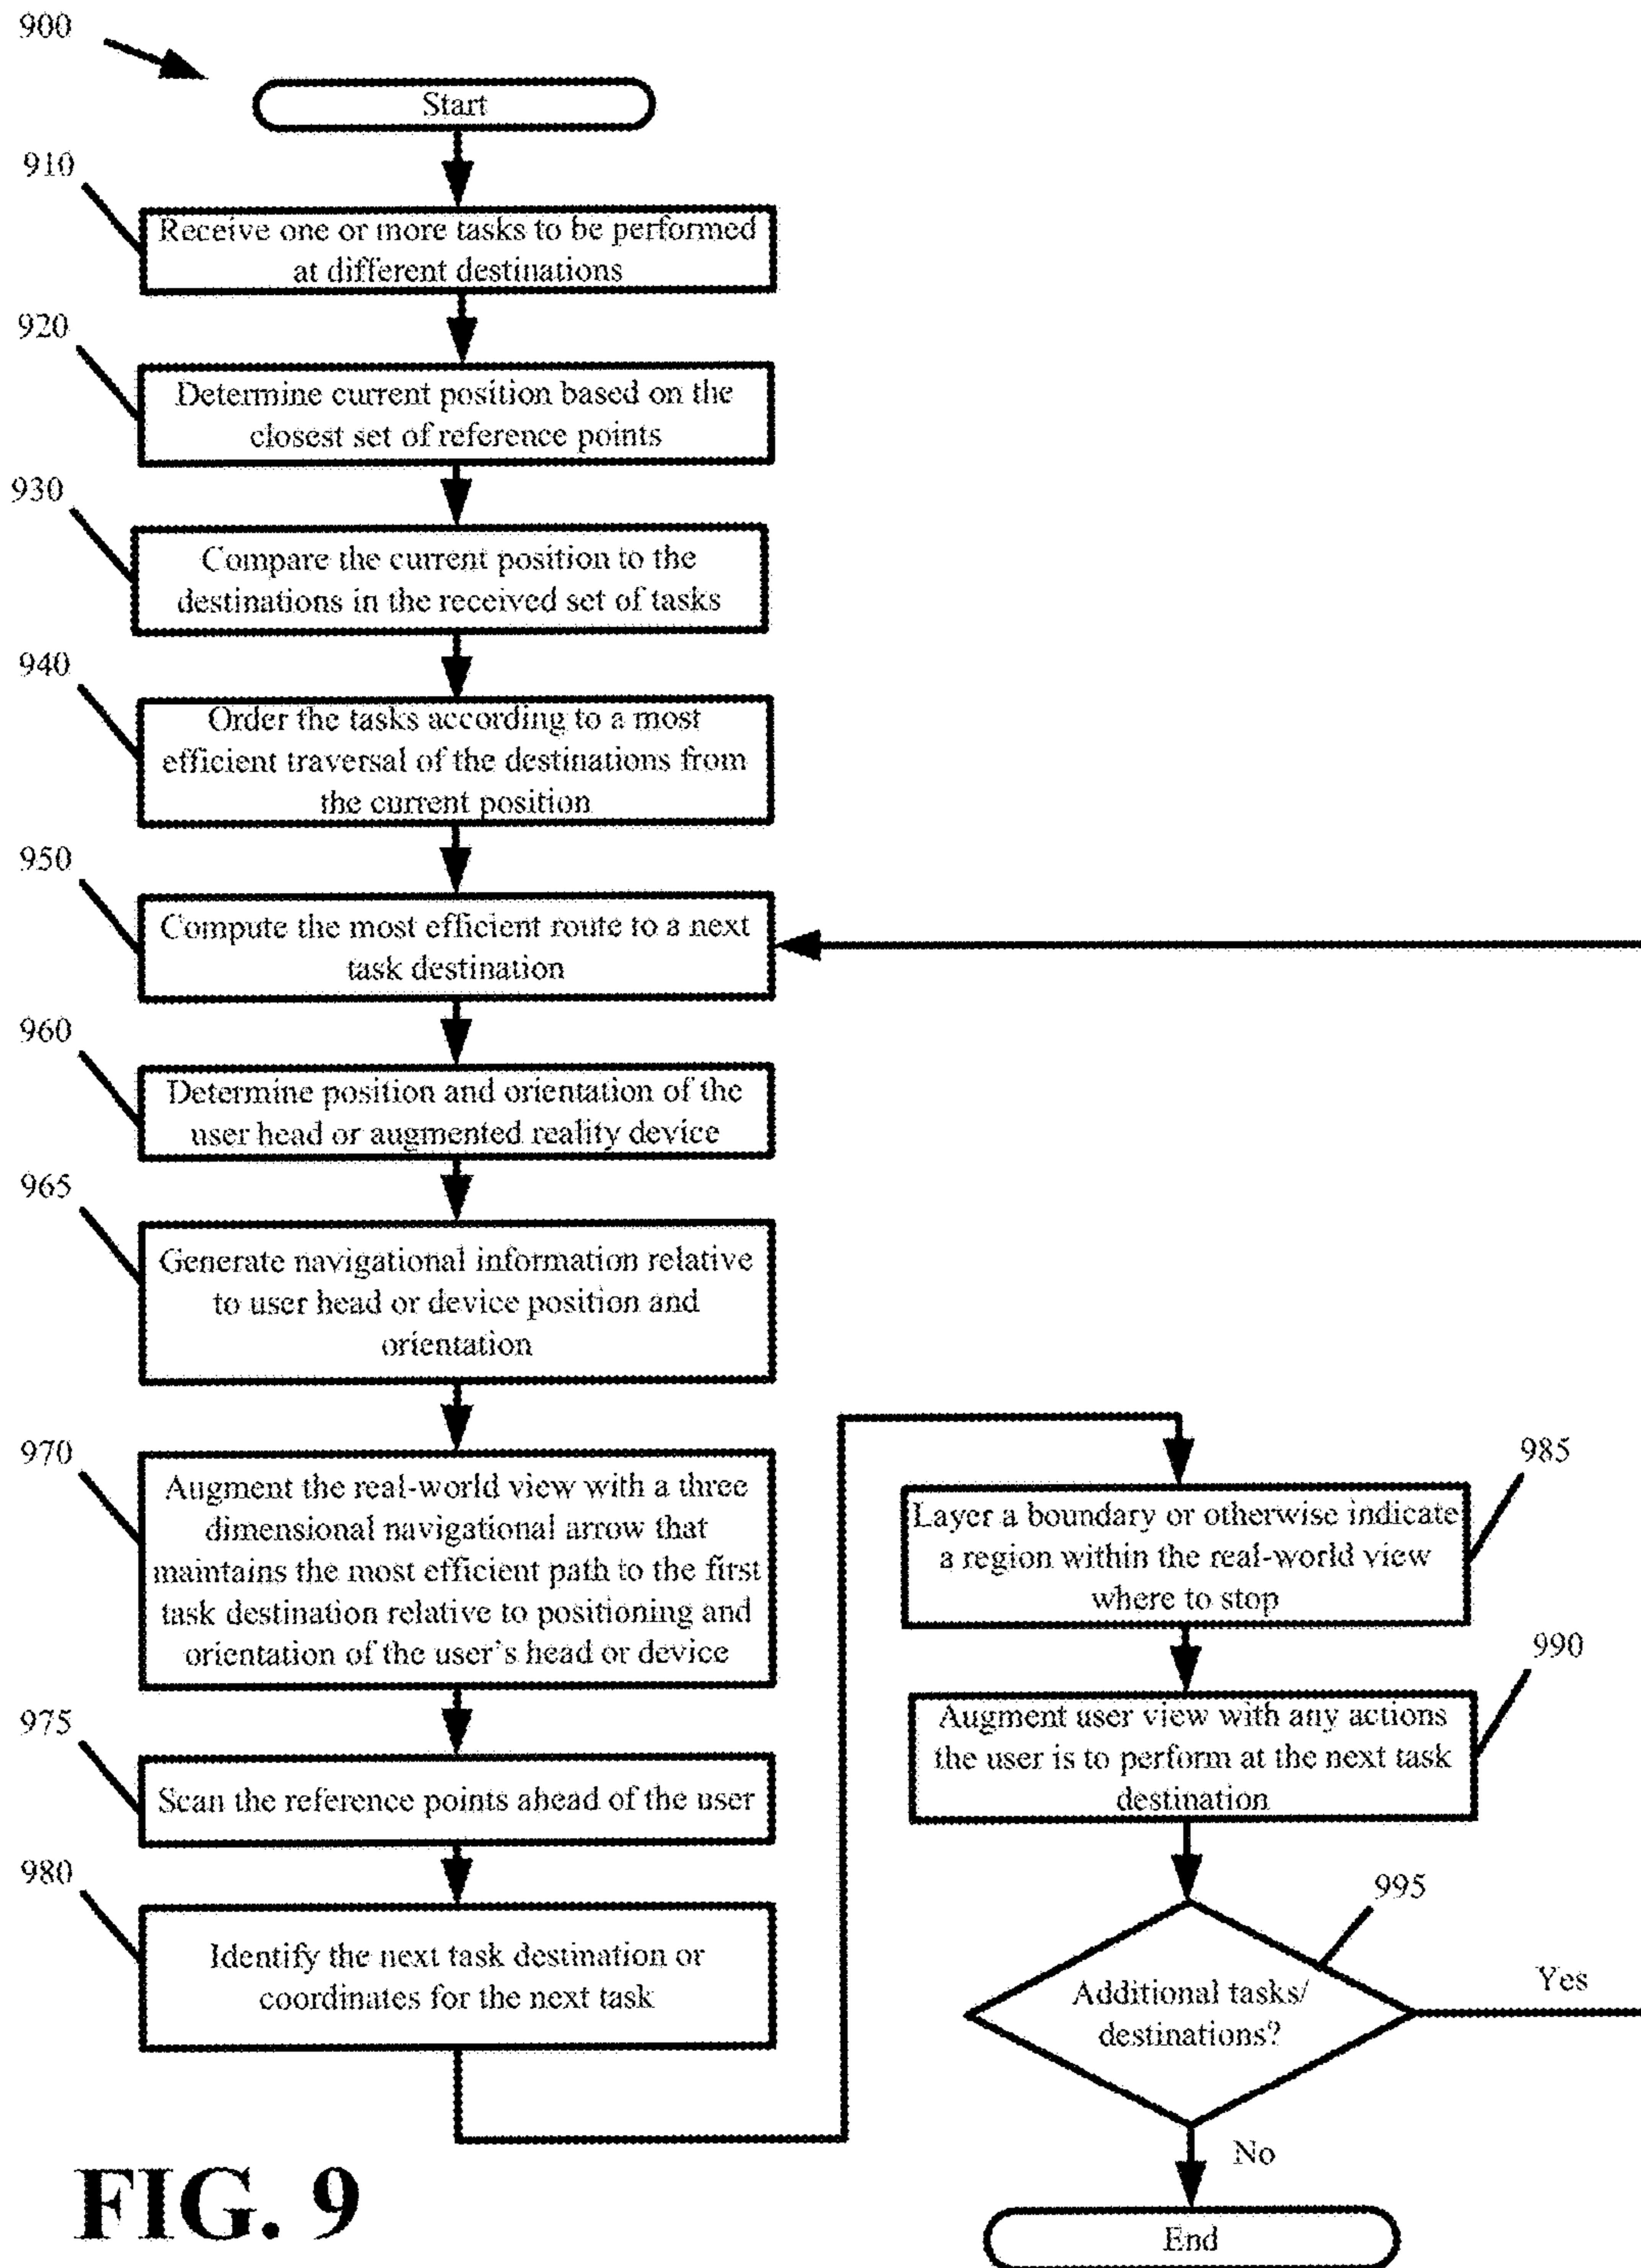 900
Start
910
Receive one or more tasks to be performed
at different destinations
920
Determine current position based on the
closest set of reference points
930
Compare the current position to the
destinations in the received set of tasks
940
Order the tasks according to a most
efficient traversal of the destinations from
the current position
950
Compute the most efficient route to a next
task destination
960
Determine position and orientation of the
user head or augmented reality device
965
Generate navigational information relative
to user head or device position and
orientation
970
Augment the real-world view with a three
dimensional navigational arrow that
maintains the most efficient path to the first
task destination relative to positioning and
orientation of the user's head or device
975
Scan the reference points ahead of the user
980
Identify the next task destination or
coordinates for the next task
985
Layer a boundary or otherwise indicate
a region within the real-world view
where to stop
990
Augment user view with any actions
the user is to perform at the next task
destination
995
Additional tasks/
destinations?
Yes
No
End
FIG. 9